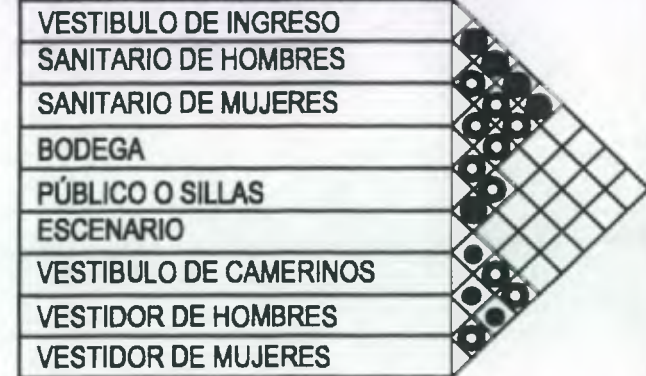 VESTIBULO DE INGRESO
SANITARIO DE HOMBRES
SANITARIO DE MUJERES
BODEGA
PÚBLICO O SILLAS
ESCENARIO
VESTIBULO DE CAMERINOS
VESTIDOR DE HOMBRES
VESTIDOR DE MUJERES